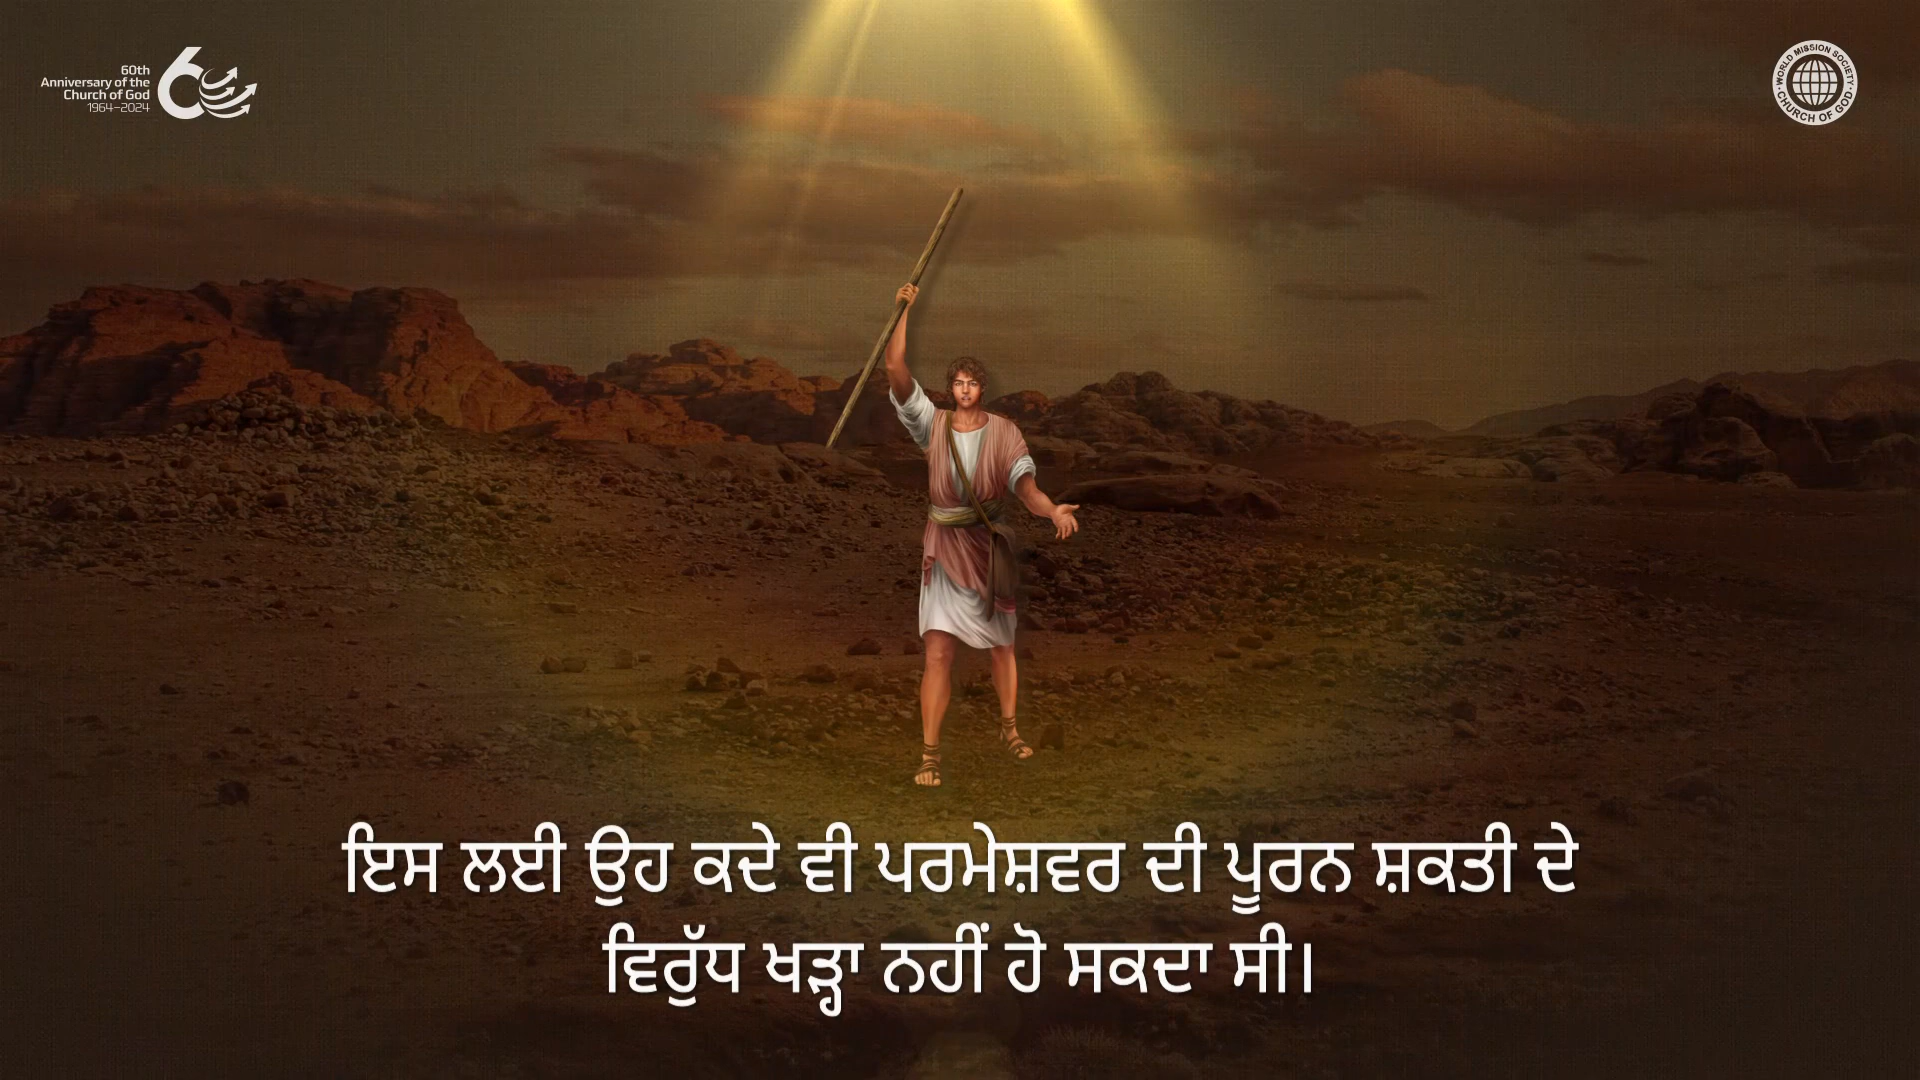 60th
Anniversary of the
Church of God
1964–2024
WORLD MISSION SOCIETY
CHURCH OF GOD
ਇਸ ਲਈ ਉਹ ਕਦੇ ਵੀ ਪਰਮੇਸ਼ਵਰ ਦੀ ਪੂਰਨ ਸ਼ਕਤੀ ਦੇ
ਵਿਰੁੱਧ ਖੜ੍ਹਾ ਨਹੀਂ ਹੋ ਸਕਦਾ ਸੀ।